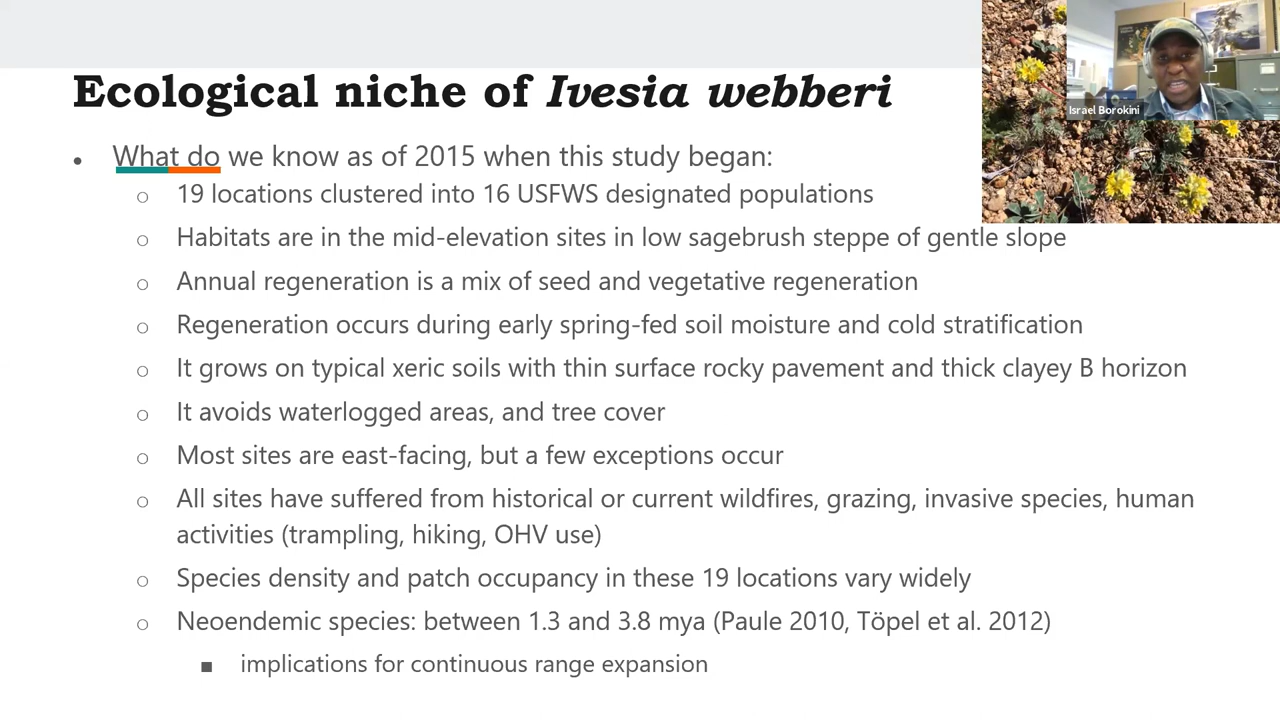 Ecological niche of Ivesia webberi
Israel Borokini
• What do we know as of 2015 when this study began:
○ 19 locations clustered into 16 USFWS designated populations
○ Habitats are in the mid-elevation sites in low sagebrush steppe of gentle slope
○ Annual regeneration is a mix of seed and vegetative regeneration
○ Regeneration occurs during early spring-fed soil moisture and cold stratification
○ It grows on typical xeric soils with thin surface rocky pavement and thick clayey B horizon
○ It avoids waterlogged areas, and tree cover
○ Most sites are east-facing, but a few exceptions occur
○ All sites have suffered from historical or current wildfires, grazing, invasive species, human
activities (trampling, hiking, OHV use)
○ Species density and patch occupancy in these 19 locations vary widely
○ Neoendemic species: between 1.3 and 3.8 mya (Paule 2010, Töpel et al. 2012)
■ implications for continuous range expansion